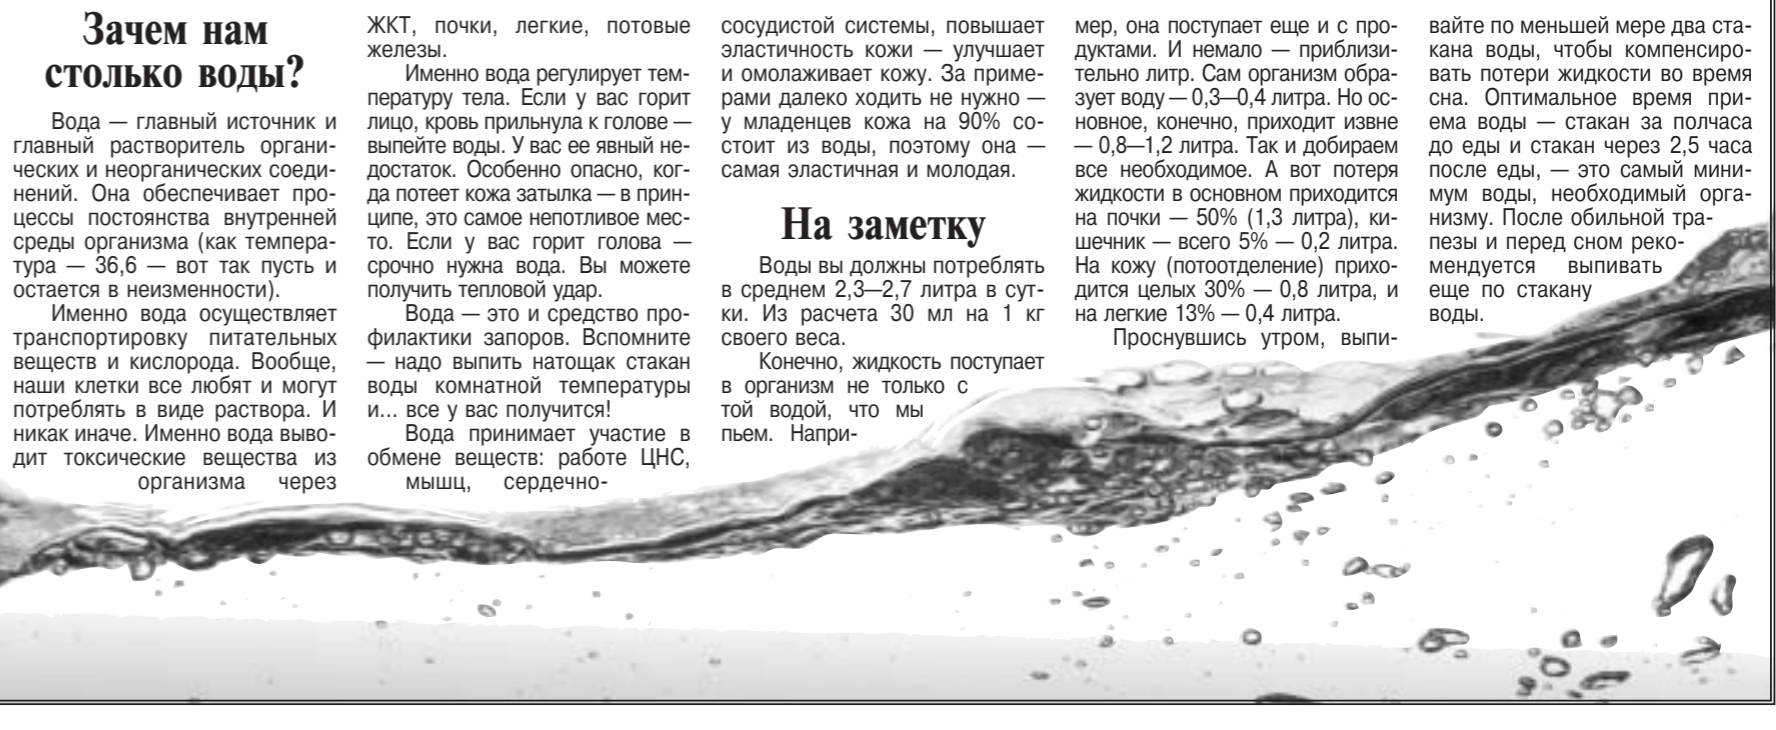 Зачем нам
столько воды?
Вода — главный источник и
главный растворитель органи-
ческих и неорганических соеди-
нений. Она обеспечивает про-
цессы постоянства внутренней
среды организма (как темпера-
тура — 36,6 — вот так пусть и
остается в неизменности).
Именно вода осуществляет
транспортировку питательных
веществ и кислорода. Вообще,
наши клетки все любят и могут
потреблять в виде раствора. И
никак иначе. Именно вода выво-
дит токсические вещества из
организма через
ЖКТ, почки, легкие, потовые
железы.
Именно вода регулирует тем-
пературу тела. Если у вас горит
лицо, кровь прильнула к голове —
выпейте воды. У вас ее явный не-
достаток. Особенно опасно, ког-
да потеет кожа затылка — в прин-
ципе, это самое непотливое мес-
то. Если у вас горит голова —
срочно нужна вода. Вы можете
получить тепловой удар.
Вода — это и средство про-
филактики запоров. Вспомните
— надо выпить натощак стакан
воды комнатной температуры
и... все у вас получится!
Вода принимает участие в
обмене веществ: работе ЦНС,
мышц, сердечно-
сосудистой системы, повышает
эластичность кожи — улучшает
и омолаживает кожу. За приме-
рами далеко ходить не нужно —
у младенцев кожа на 90% со-
стоит из воды, поэтому она —
самая эластичная и молодая.
На заметку
Воды вы должны потреблять
в среднем 2,3—2,7 литра в сут-
ки. Из расчета 30 мл на 1 кг
своего веса.
Конечно, жидкость поступает
в организм не только с
той водой, что мы
пьем. Напри-
мер, она поступает еще и с про-
дуктами. И немало — приблизи-
тельно литр. Сам организм обра-
зует воду — 0,3—0,4 литра. Но ос-
новное, конечно, приходит извне
— 0,8—1,2 литра. Так и добираем
все необходимое. А вот потеря
жидкости в основном приходится
на почки — 50% (1,3 литра), ки-
шечник — всего 5% — 0,2 литра.
На кожу (потоотделение) прихо-
дится целых 30% — 0,8 литра, и
на легкие 13% — 0,4 литра.
Проснувшись утром, выпи-
вайте по меньшей мере два ста-
кана воды, чтобы компенсиро-
вать потери жидкости во время
сна. Оптимальное время при-
ема воды — стакан за полчаса
до еды и стакан через 2,5 часа
после еды, — это самый мини-
мум воды, необходимый орга-
низму. После обильной тра-
пезы и перед сном реко-
мендуется выпивать
еще по стакану
воды.